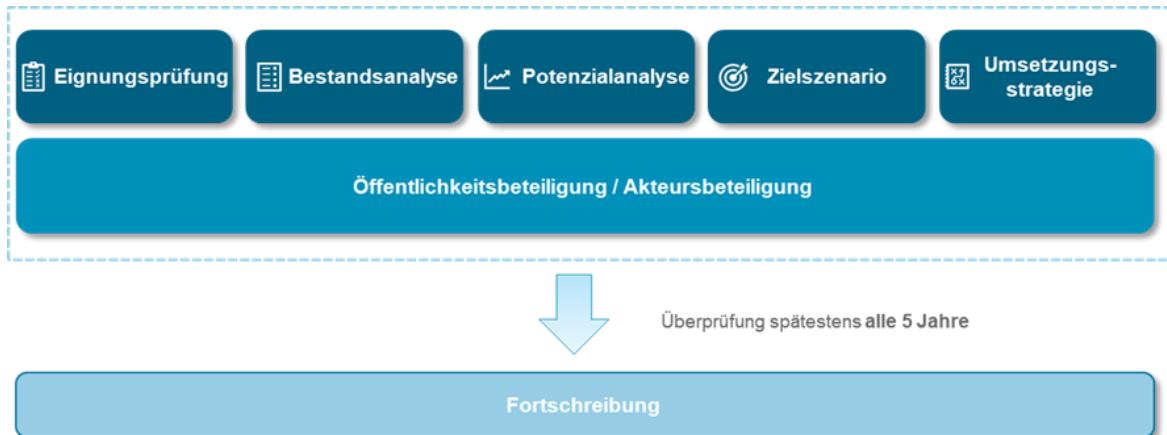 Eignungsprüfung
Bestandsanalyse
Potenzialanalyse
Zielszenario
Umsetzungs-
strategie
Öffentlichkeitsbeteiligung / Akteursbeteiligung
Überprüfung spätestens alle 5 Jahre
Fortschreibung